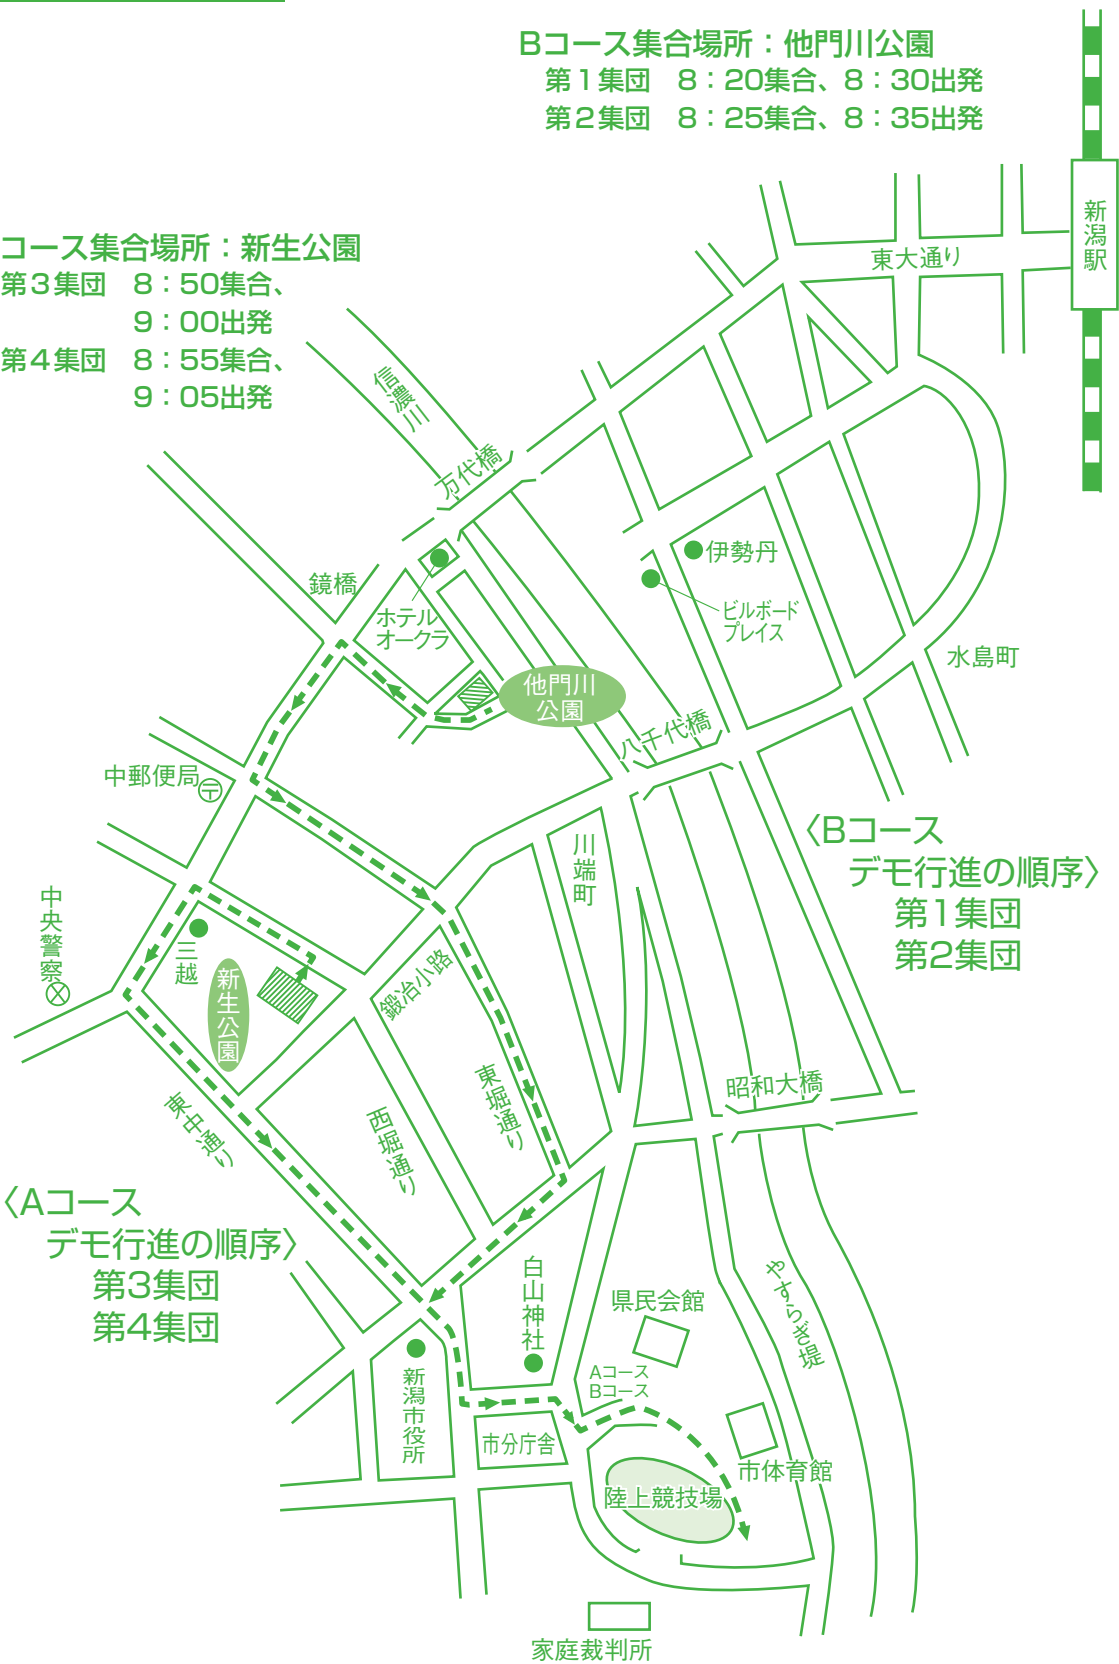 Bコース集合場所：他門川公園
第1集団　8：20集合、8：30出発
第2集団　8：25集合、8：35出発
コース集合場所：新生公園
第3集団　8：50集合、
9：00出発
第4集団　8：55集合、
9：05出発
新潟駅
東大通り
信濃川
万代橋
鏡橋
ホテル
オークラ
伊勢丹
ビルボード
プレイス
他門川
公園
水島町
八千代橋
中郵便局
〒
川端町
〈Bコース
デモ行進の順序〉
第1集団
第2集団
中央警察
三越
新生公園
鍛冶小路
東堀通り
西堀通り
東中通り
昭和大橋
〈Aコース
デモ行進の順序〉
第3集団
第4集団
白山神社
県民会館
やすらぎ堤
Aコース
Bコース
新潟市役所
市分庁舎
市体育館
陸上競技場
家庭裁判所